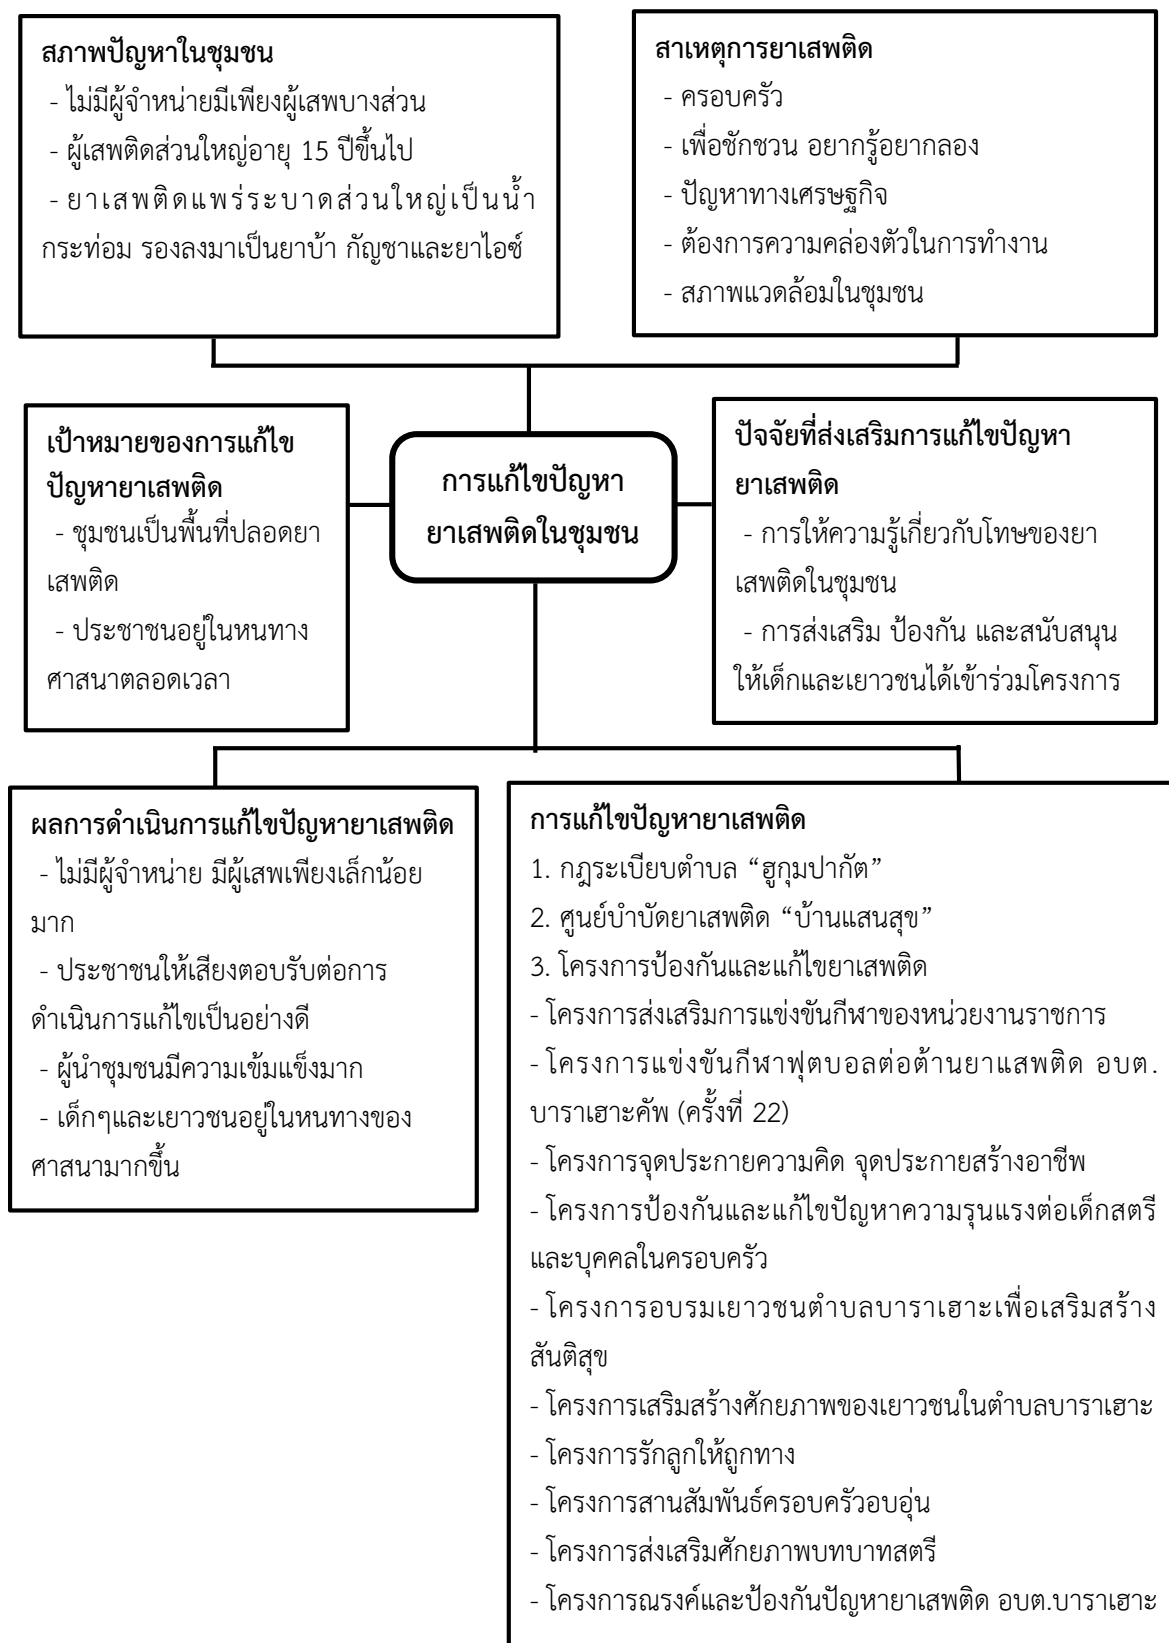 สภาพปัญหาในชุมชน
- ไม่มีผู้จำหน่ายมีเพียงผู้เสพบางส่วน
- ผู้เสพติดส่วนใหญ่อายุ 15 ปีขึ้นไป
- ยาเสพติดแพร่ระบาดส่วนใหญ่เป็นน้ำ
กระท่อม รองลงมาเป็นยาบ้า กัญชาและยาไอซ์
สาเหตุการยาเสพติด
- ครอบครัว
- เพื่อชักชวน อยากรู้อยากลอง
- ปัญหาทางเศรษฐกิจ
- ต้องการความคล่องตัวในการทำงาน
- สภาพแวดล้อมในชุมชน
เป้าหมายของการแก้ไข
ปัญหายาเสพติด
- ชุมชนเป็นพื้นที่ปลอดยา
เสพติด
- ประชาชนอยู่ในหนทาง
ศาสนาตลอดเวลา
การแก้ไขปัญหา
ยาเสพติดในชุมชน
ปัจจัยที่ส่งเสริมการแก้ไขปัญหา
ยาเสพติด
- การให้ความรู้เกี่ยวกับโทษของยา
เสพติดในชุมชน
- การส่งเสริม ป้องกัน และสนับสนุน
ให้เด็กและเยาวชนได้เข้าร่วมโครงการ
ผลการดำเนินการแก้ไขปัญหายาเสพติด
- ไม่มีผู้จำหน่าย มีผู้เสพเพียงเล็กน้อย
มาก
- ประชาชนให้เสียงตอบรับต่อการ
ดำเนินการแก้ไขเป็นอย่างดี
- ผู้นำชุมชนมีความเข้มแข็งมาก
- เด็กๆและเยาวชนอยู่ในหนทางของ
ศาสนามากขึ้น
การแก้ไขปัญหายาเสพติด
1. กฎระเบียบตำบล “ฮูกุมปากัต”
2. ศูนย์บำบัดยาเสพติด “บ้านแสนสุข”
3. โครงการป้องกันและแก้ไขยาเสพติด
- โครงการส่งเสริมการแข่งขันกีฬาของหน่วยงานราชการ
- โครงการแข่งขันกีฬาฟุตบอลต่อต้านยาแสพติด อบต.
บาราเฮาะคัพ (ครั้งที่ 22)
- โครงการจุดประกายความคิด จุดประกายสร้างอาชีพ
- โครงการป้องกันและแก้ไขปัญหาความรุนแรงต่อเด็กสตรี
และบุคคลในครอบครัว
- โครงการอบรมเยาวชนตำบลบาราเฮาะเพื่อเสริมสร้าง
สันติสุข
- โครงการเสริมสร้างศักยภาพของเยาวชนในตำบลบาราเฮาะ
- โครงการรักลูกให้ถูกทาง
- โครงการสานสัมพันธ์ครอบครัวอบอุ่น
- โครงการส่งเสริมศักยภาพบทบาทสตรี
- โครงการณรงค์และป้องกันปัญหายาเสพติด อบต.บาราเฮาะ